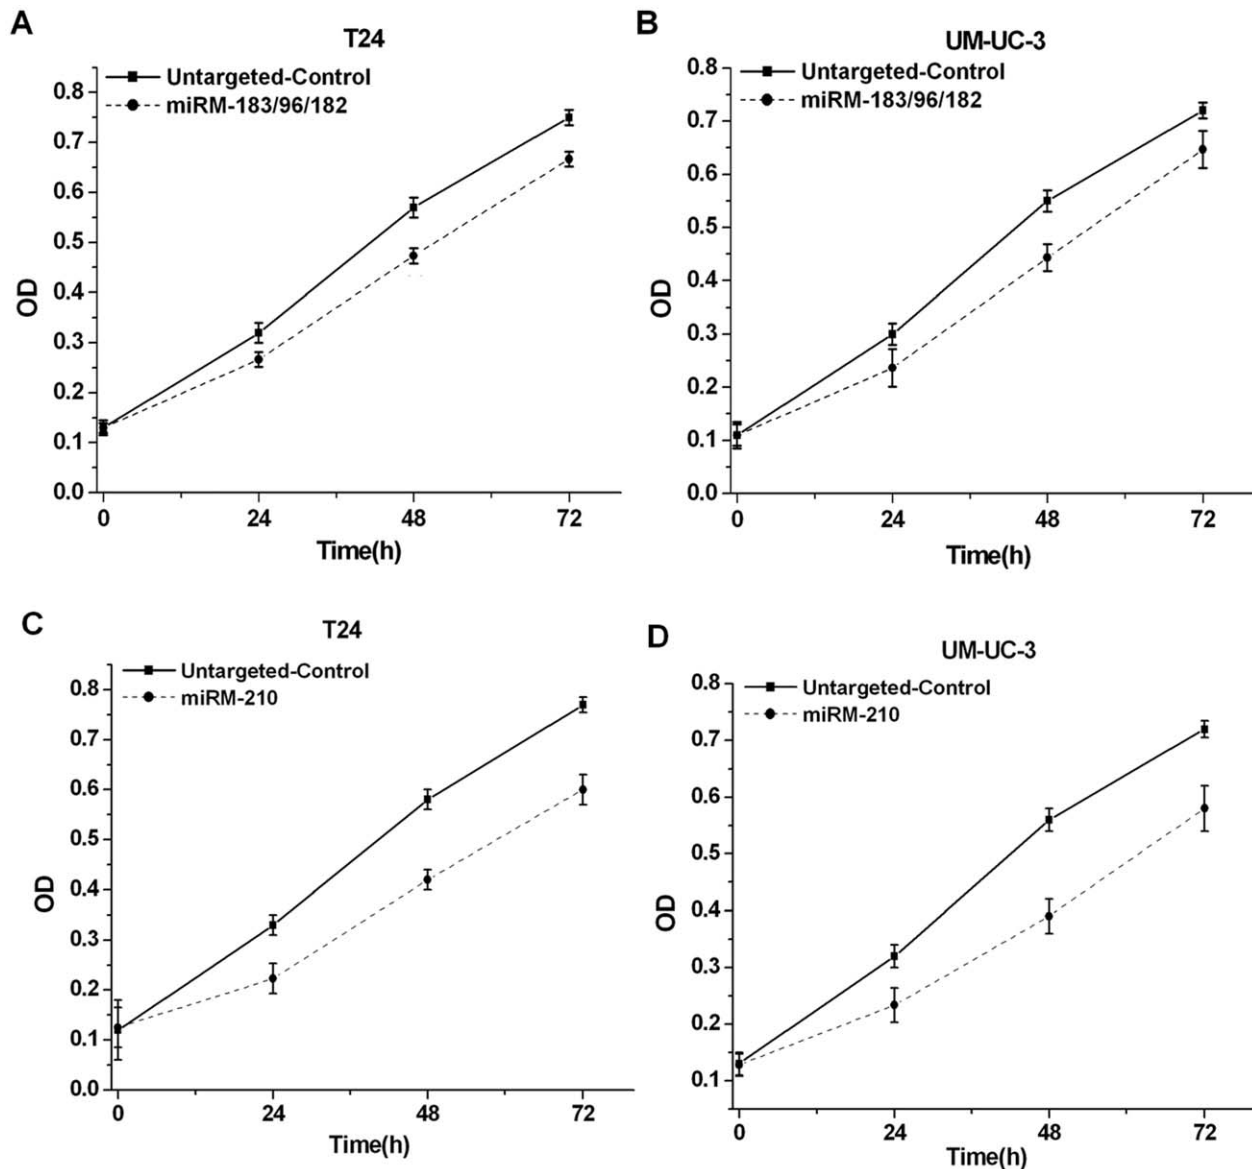 A
T24
Untargeted-Control
miRM-183/96/182
0.8
0.7
0.6
0.5
0.4
0.3
0.2
0.1
0.0
OD
0 24 48 72
Time(h)
B
UM-UC-3
Untargeted-Control
miRM-183/96/182
0.8
0.7
0.6
0.5
0.4
0.3
0.2
0.1
0.0
OD
0 24 48 72
Time(h)
C
T24
Untargeted-Control
miRM-210
0.8
0.7
0.6
0.5
0.4
0.3
0.2
0.1
0.0
OD
0 24 48 72
Time(h)
D
UM-UC-3
Untargeted-Control
miRM-210
0.8
0.7
0.6
0.5
0.4
0.3
0.2
0.1
OD
0 24 48 72
Time(h)